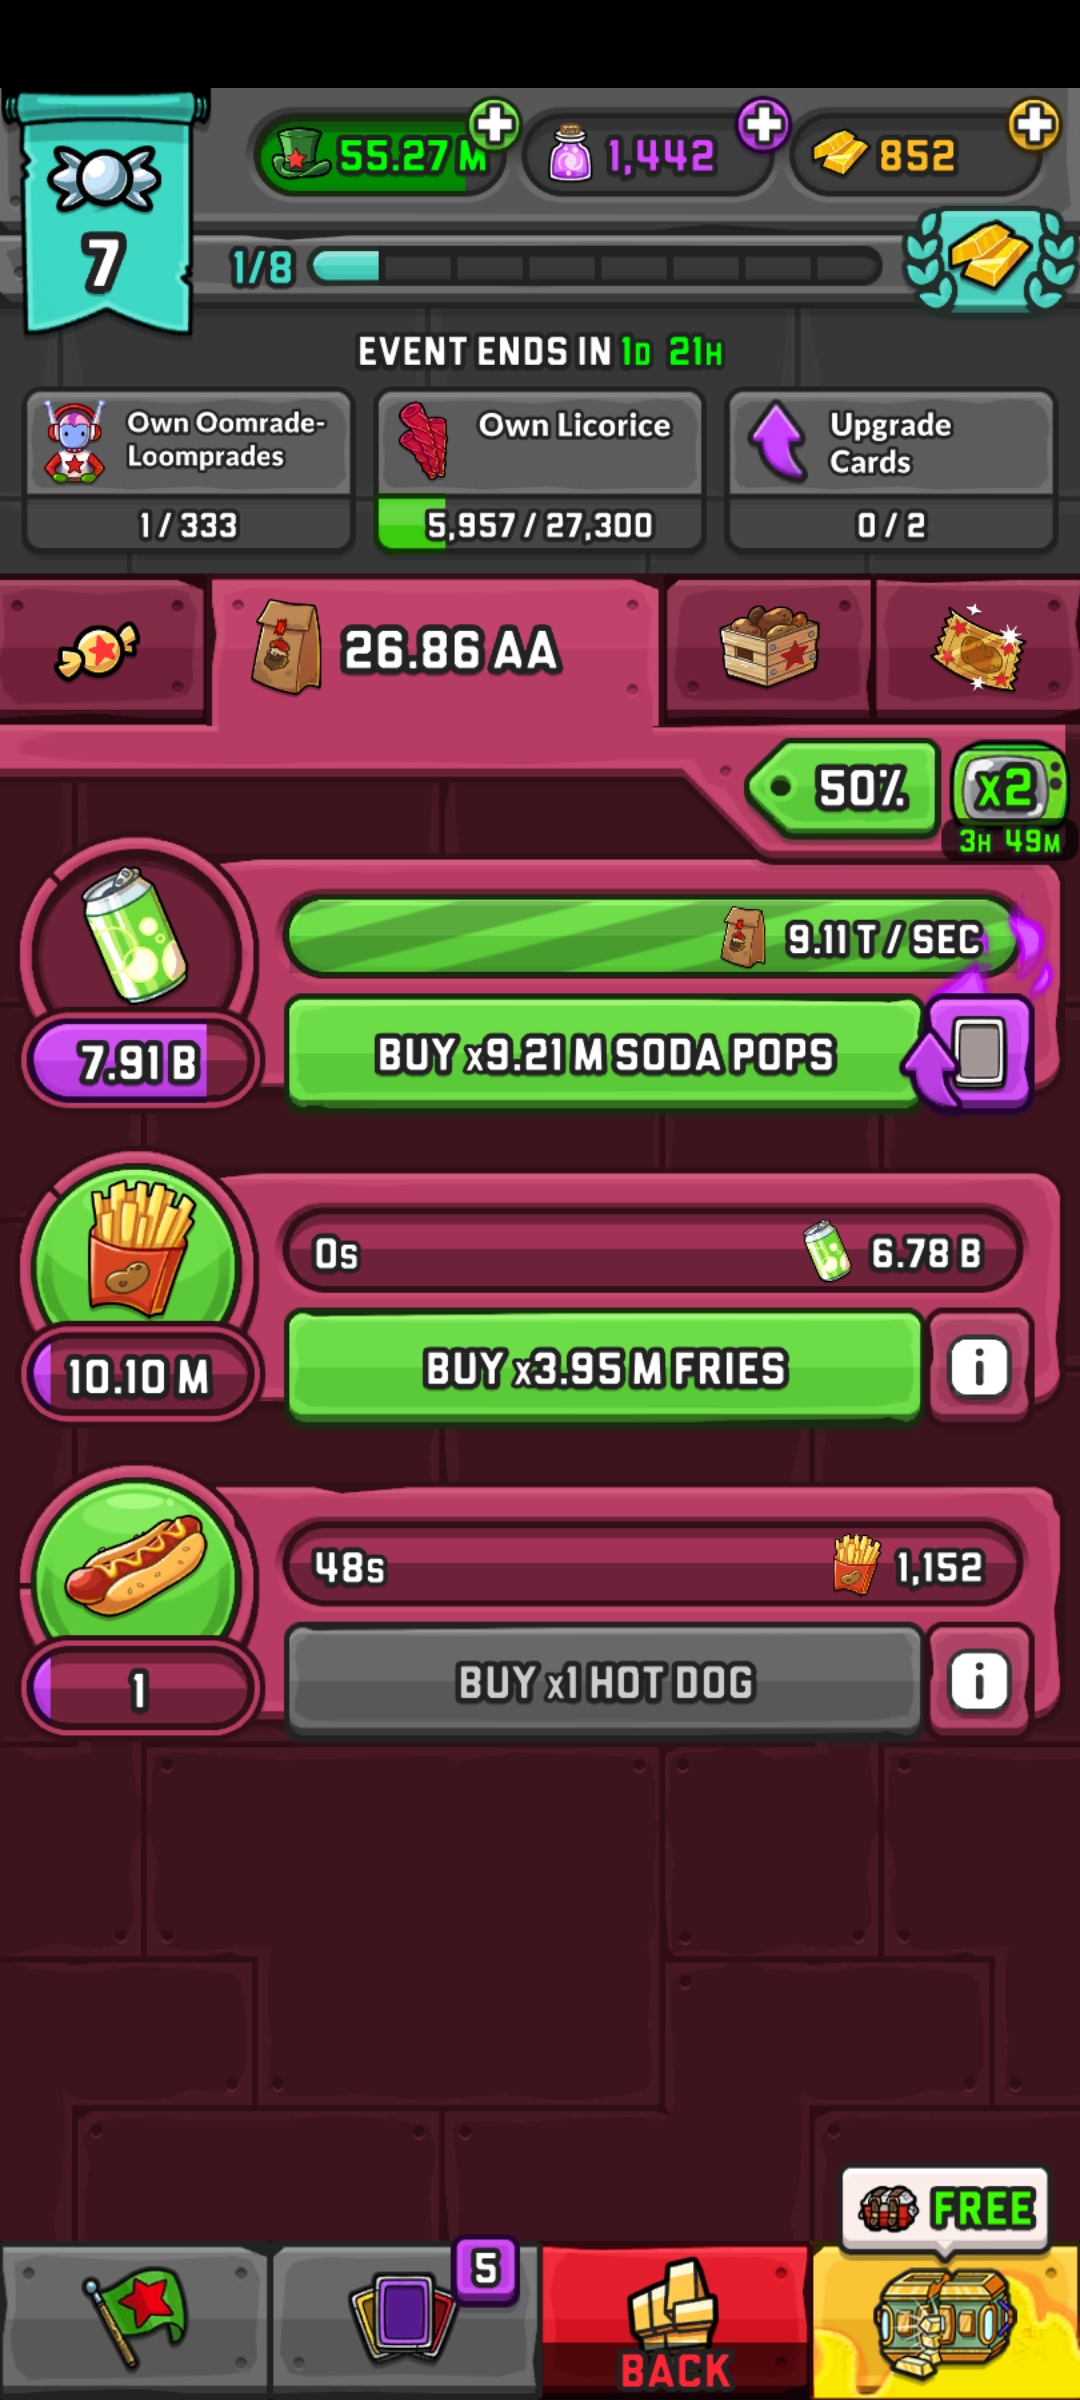 55.27 M
1,442
852
7
1/8
EVENT ENDS IN 1D 21H
Own Oomrade-
Loomprades
1 / 333
Own Licorice
5,957 / 27,300
Upgrade
Cards
0 / 2
26.86 AA
50%
x2
3H 49M
9.11 T / SEC
7.91 B
BUY x9.21 M SODA POPS
0s
6.78 B
10.10 M
BUY x3.95 M FRIES
i
48s
1,152
1
BUY x1 HOT DOG
i
FREE
5
BACK